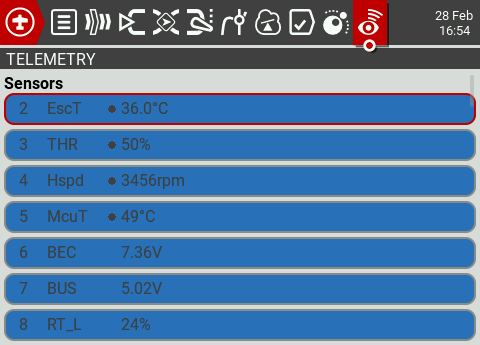 28 Feb
16:54
TELEMETRY
Sensors
2 EscT ● 36.0°C
3 THR ● 50%
4 Hspd ● 3456rpm
5 McuT ● 49°C
6 BEC 7.36V
7 BUS 5.02V
8 RT_L 24%